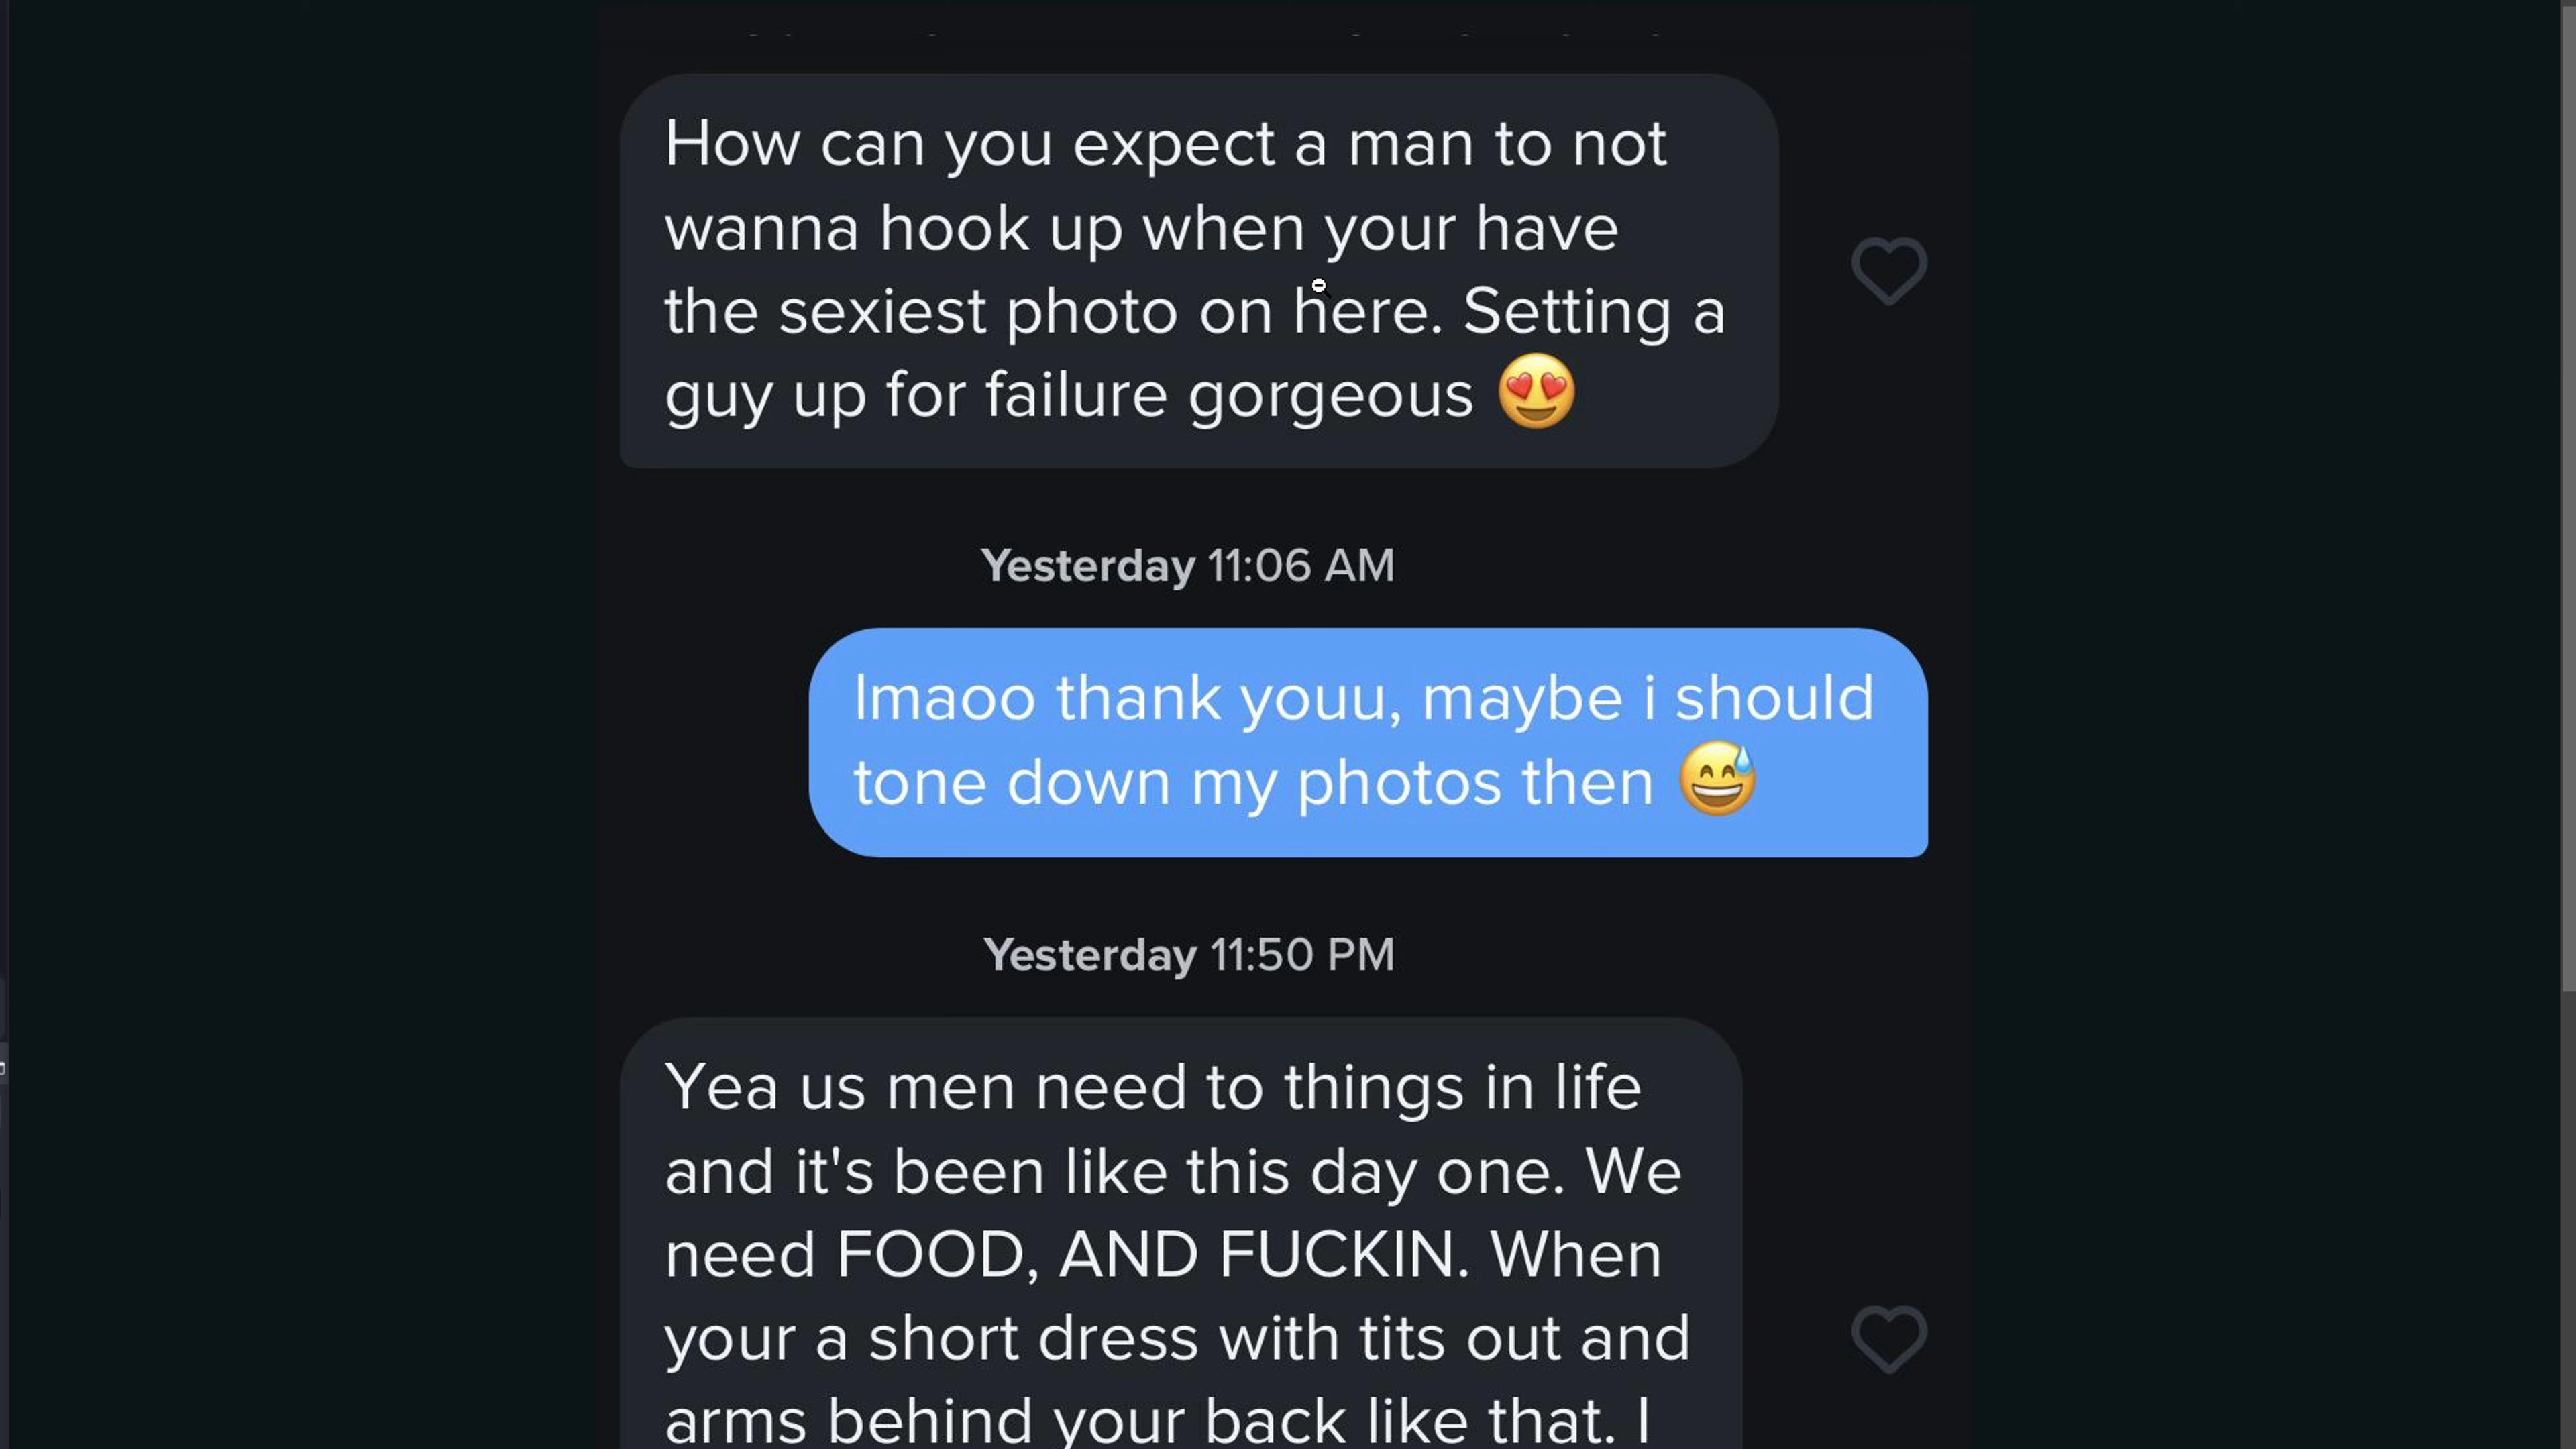 How can you expect a man to not
wanna hook up when your have
the sexiest photo on here. Setting a
guy up for failure gorgeous 😍
Yesterday 11:06 AM
lmaoo thank youu, maybe i should
tone down my photos then 😅
Yesterday 11:50 PM
Yea us men need to things in life
and it's been like this day one. We
need FOOD, AND FUCKIN. When
your a short dress with tits out and
arms behind your back like that. I